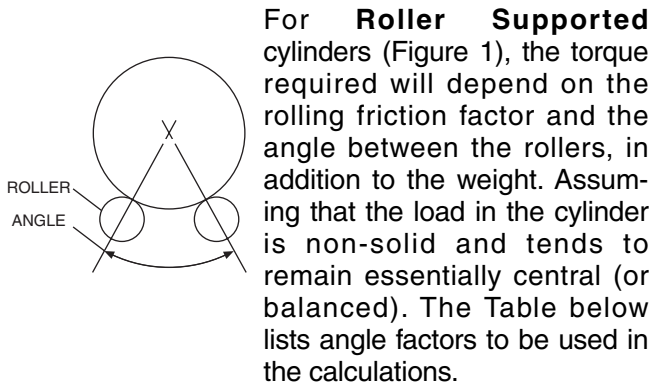 For Roller Supported
cylinders (Figure 1), the torque
required will depend on the
rolling friction factor and the
angle between the rollers, in
addition to the weight. Assum-
ing that the load in the cylinder
is non-solid and tends to
remain essentially central (or
balanced). The Table below
lists angle factors to be used in
the calculations.
ROLLER
ANGLE